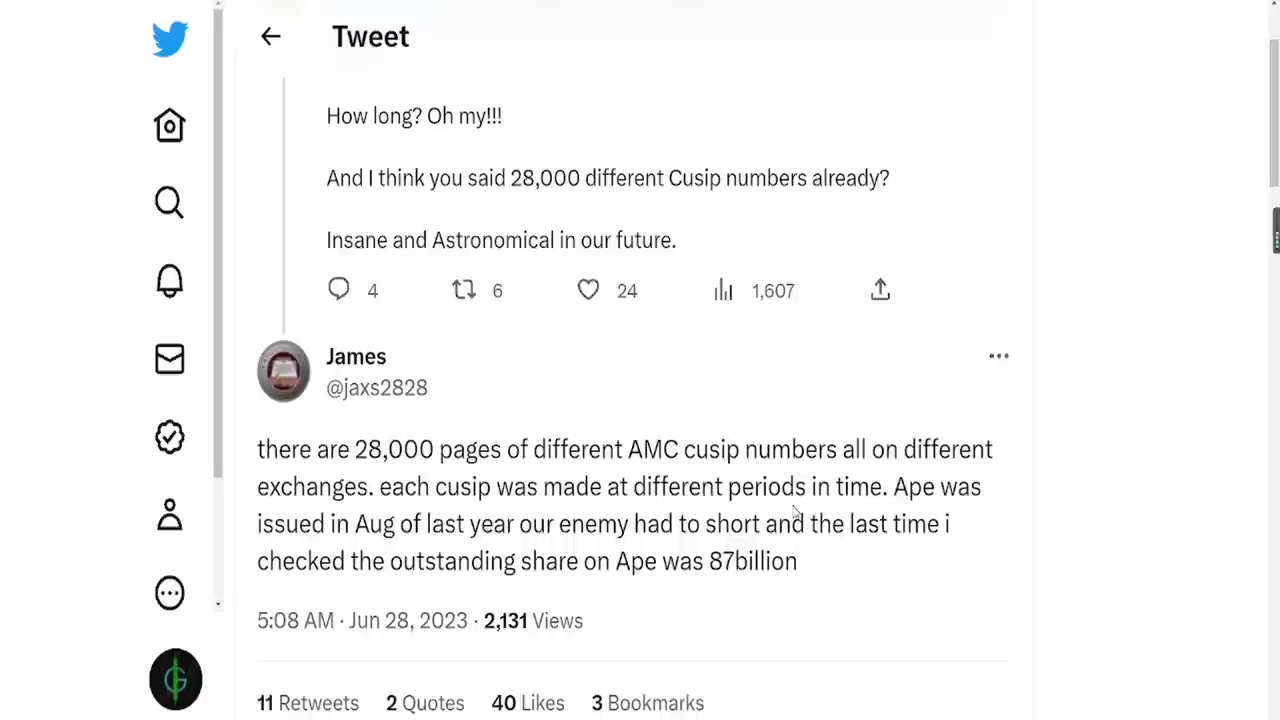 Tweet
How long? Oh my!!!
And I think you said 28,000 different Cusip numbers already?
Insane and Astronomical in our future.
4 6 24 1,607
James
@jaxs2828
there are 28,000 pages of different AMC cusip numbers all on different
exchanges. each cusip was made at different periods in time. Ape was
issued in Aug of last year our enemy had to short and the last time i
checked the outstanding share on Ape was 87billion
5:08 AM · Jun 28, 2023 · 2,131 Views
11 Retweets 2 Quotes 40 Likes 3 Bookmarks